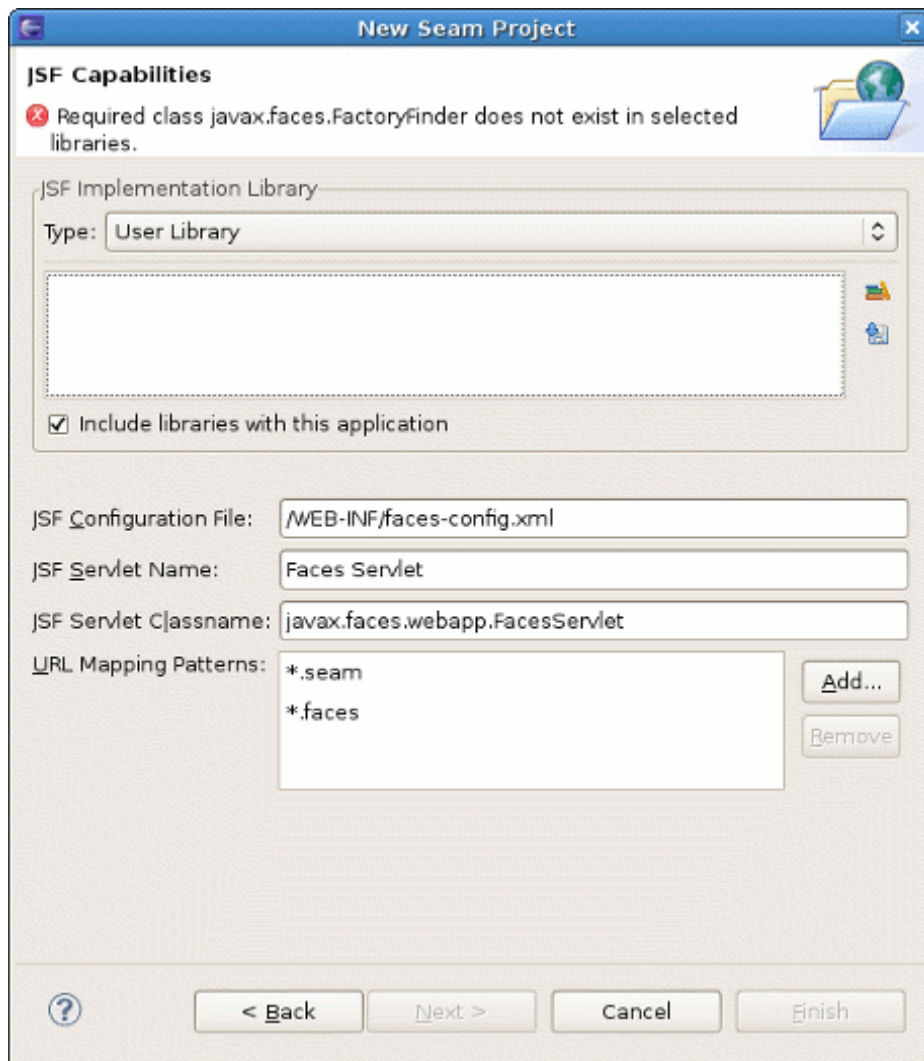 New Seam Project
JSF Capabilities
Required class javax.faces.FactoryFinder does not exist in selected
libraries.
JSF Implementation Library
Type: User Library
Include libraries with this application
JSF Configuration File: /WEB-INF/faces-config.xml
JSF Servlet Name: Faces Servlet
JSF Servlet Classname: javax.faces.webapp.FacesServlet
URL Mapping Patterns: *.seam
Add...
*.faces
Remove
? < Back Next > Cancel Finish